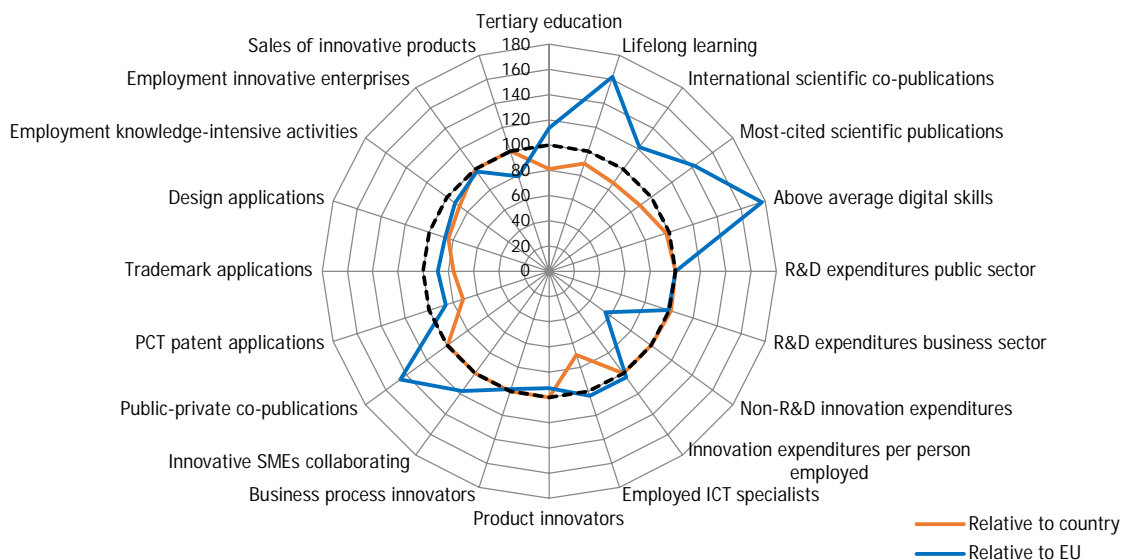 Tertiary education
Lifelong learning
International scientific co-publications
Most-cited scientific publications
Above average digital skills
R&D expenditures public sector
R&D expenditures business sector
Non-R&D innovation expenditures
Innovation expenditures per person
employed
Employed ICT specialists
Product innovators
Business process innovators
Innovative SMEs collaborating
Public-private co-publications
PCT patent applications
Trademark applications
Design applications
Employment knowledge-intensive activities
Employment innovative enterprises
Sales of innovative products
180
160
140
120
100
80
60
40
20
0
Relative to country
Relative to EU